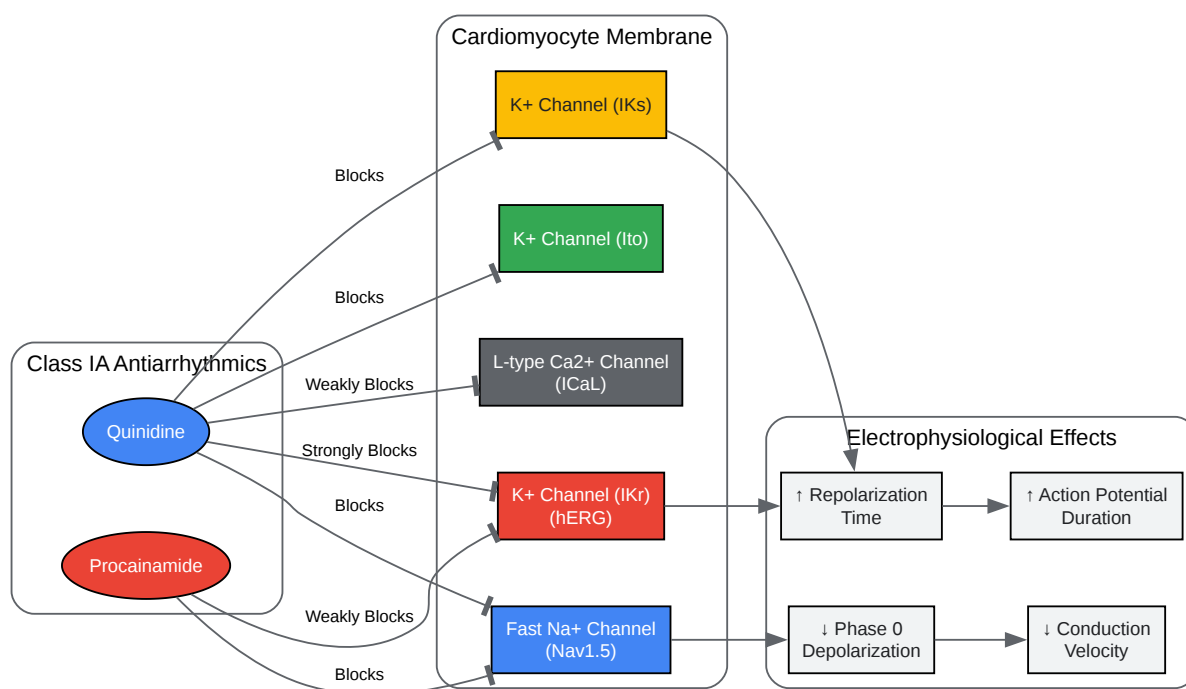 Cardiomyocyte Membrane
K+ Channel (IKs)
Blocks
K+ Channel (Ito)
Blocks
Class IA Antiarrhythmics
L-type Ca2+ Channel
(ICaL)
Weakly Blocks
Quinidine
Strongly Blocks
K+ Channel (IKr)
(hERG)
Blocks
Procainamide
Weakly Blocks
Fast Na+ Channel
(Nav1.5)
Blocks
Electrophysiological Effects
↑ Repolarization
Time
↑ Action Potential
Duration
↓ Phase 0
Depolarization
↓ Conduction
Velocity